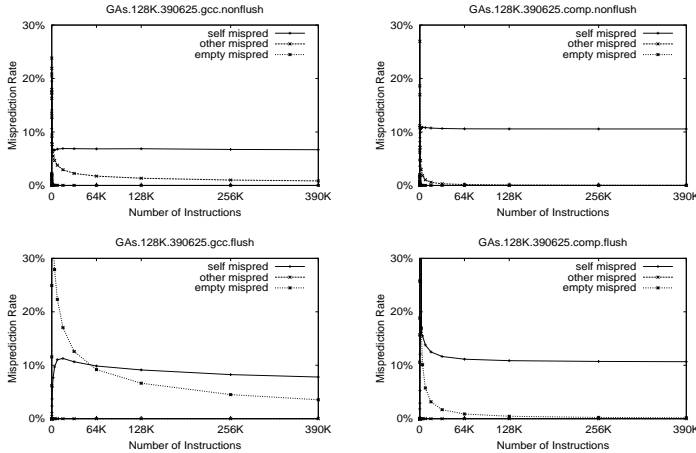 GAs.128K.390625.gcc.nonflush
30%
20%
10%
0%
Misprediction Rate
self mispred
other mispred
empty mispred
0
64K
128K
256K
390K
Number of Instructions
GAs.128K.390625.comp.nonflush
30%
20%
10%
0%
Misprediction Rate
self mispred
other mispred
empty mispred
0
64K
128K
256K
390K
Number of Instructions
GAs.128K.390625.gcc.flush
30%
20%
10%
0%
Misprediction Rate
self mispred
other mispred
empty mispred
0
64K
128K
256K
390K
Number of Instructions
GAs.128K.390625.comp.flush
30%
20%
10%
0%
Misprediction Rate
self mispred
other mispred
empty mispred
0
64K
128K
256K
390K
Number of Instructions